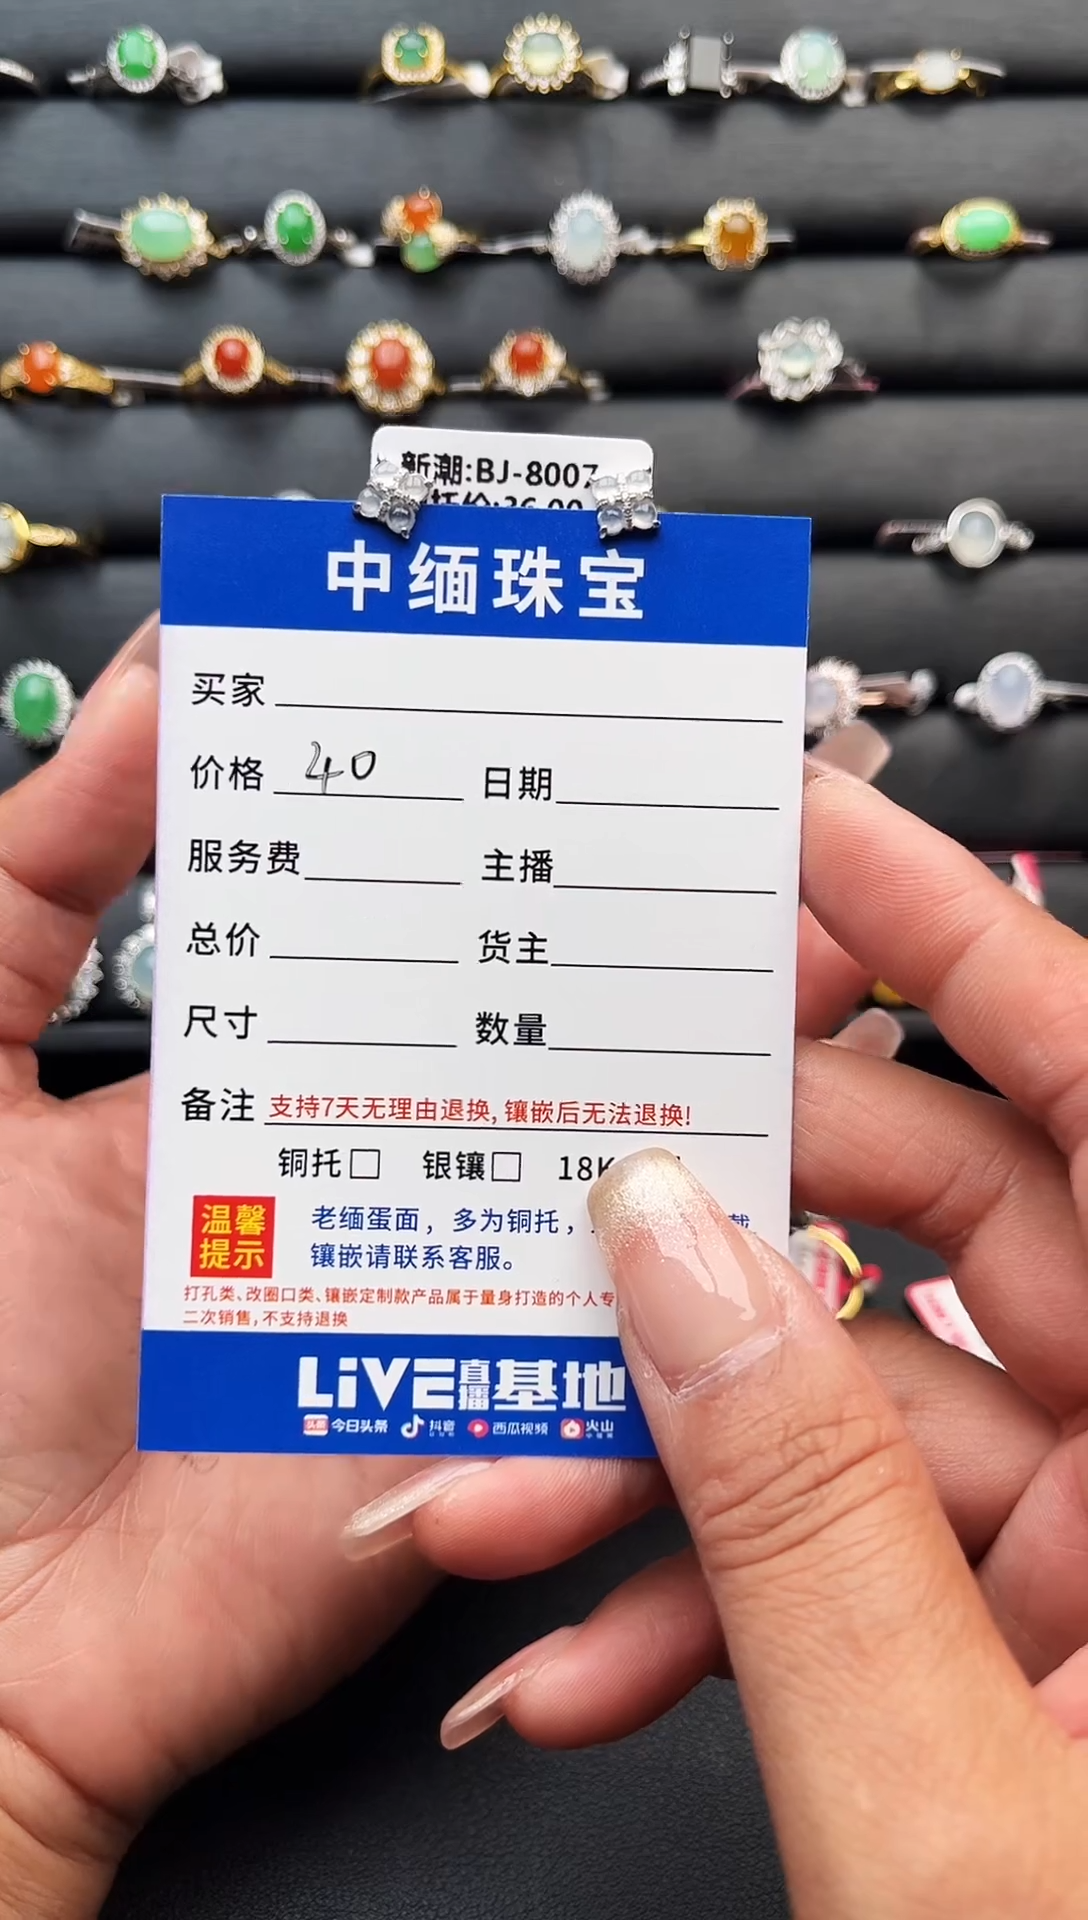 新潮:BJ-8007
中缅珠宝
买家
价格 40 日期
服务费 主播
总价 货主
尺寸 数量
备注 支持7天无理由退换, 镶嵌后无法退换!
铜托□ 银镶□ 18K
温馨提示
老缅蛋面，多为铜托，
镶嵌请联系客服。
打孔类、改圈口类、镶嵌定制款产品属于量身打造的个人专
二次销售, 不支持退换
LiVE直播基地
今日头条 抖音 西瓜视频 火山